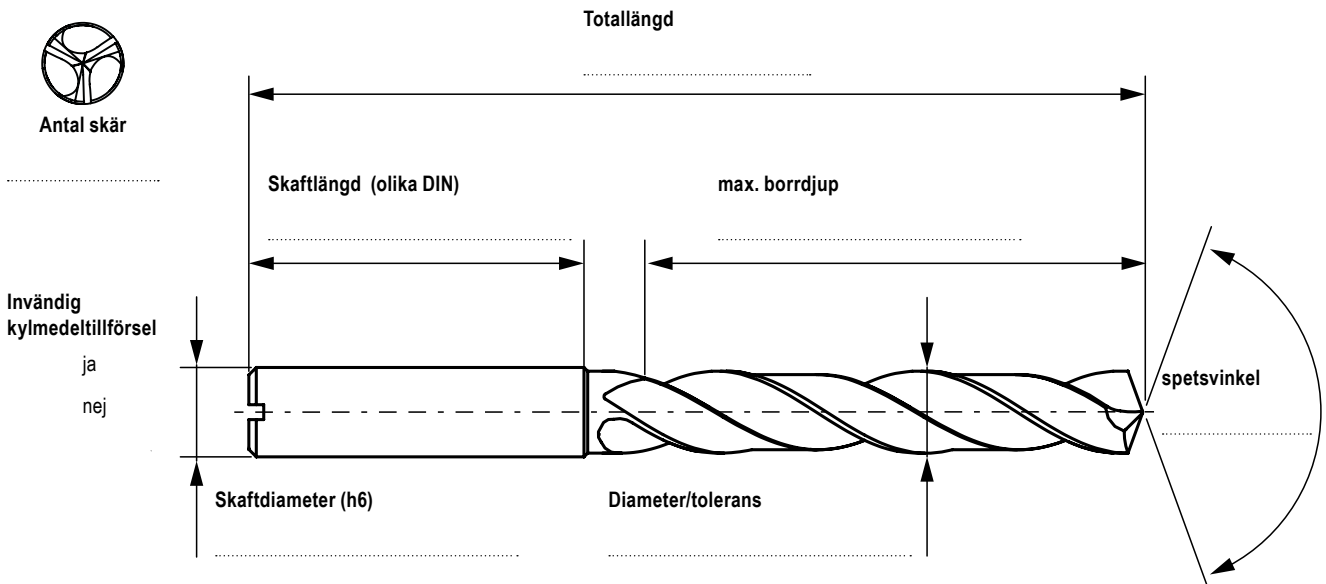 Totallängd
Antal skär
Skaftlängd (olika DIN)
max. borrdjup
Invändig
kylmedeltillförsel
ja
nej
spetsvinkel
Skaftdiameter (h6)
Diameter/tolerans